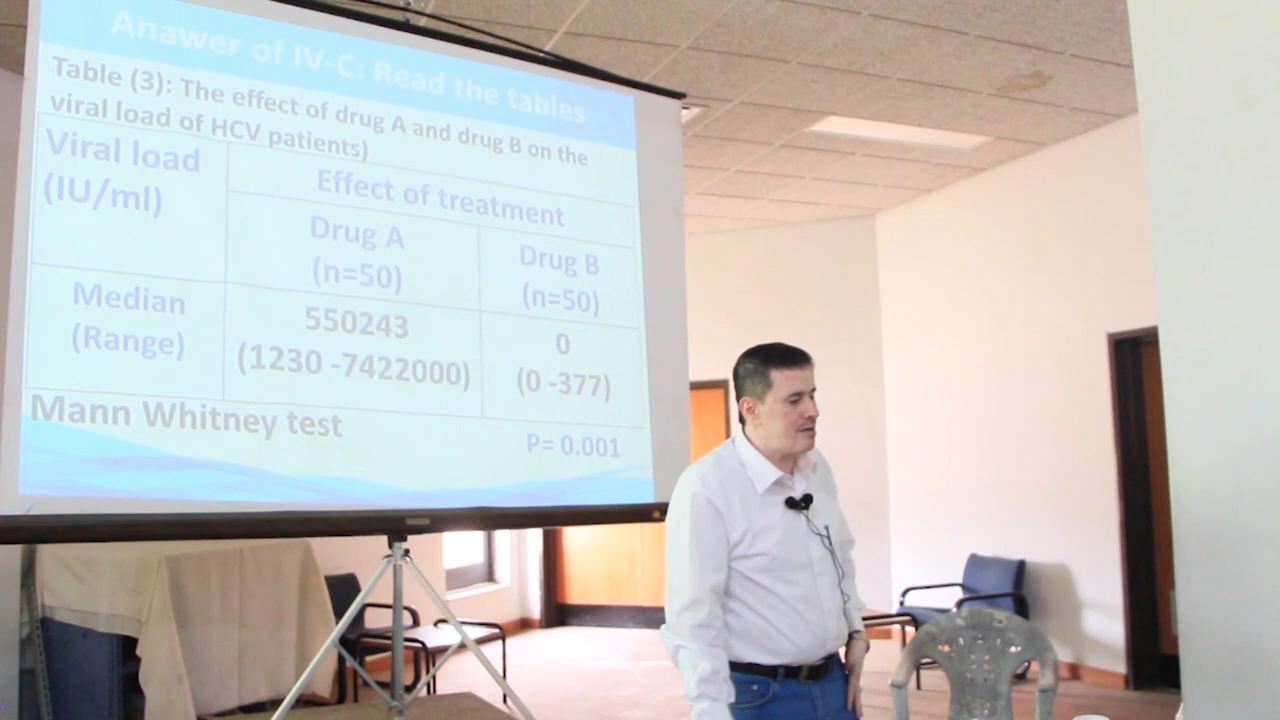 Anawer of IV-C: Read the tables
Table (3): The effect of drug A and drug B on the
viral load of HCV patients)
Viral load
(IU/ml)
Effect of treatment
Drug A
(n=50)
Drug B
(n=50)
Median
(Range)
550243
(1230 -7422000)
0
(0 -377)
Mann Whitney test
P= 0.001